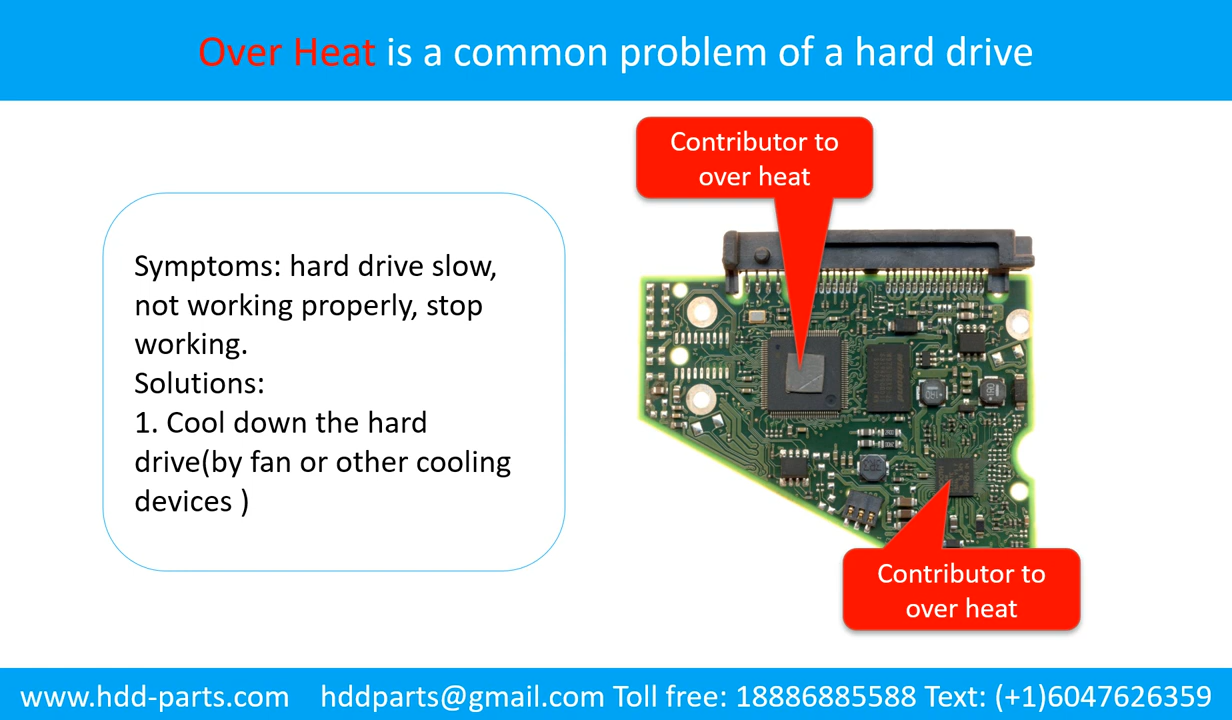 Over Heat is a common problem of a hard drive
Contributor to
over heat
Symptoms: hard drive slow,
not working properly, stop
working.
Solutions:
1. Cool down the hard
drive(by fan or other cooling
devices )
Contributor to
over heat
www.hdd-parts.com hddparts@gmail.com Toll free: 18886885588 Text: (+1)6047626359